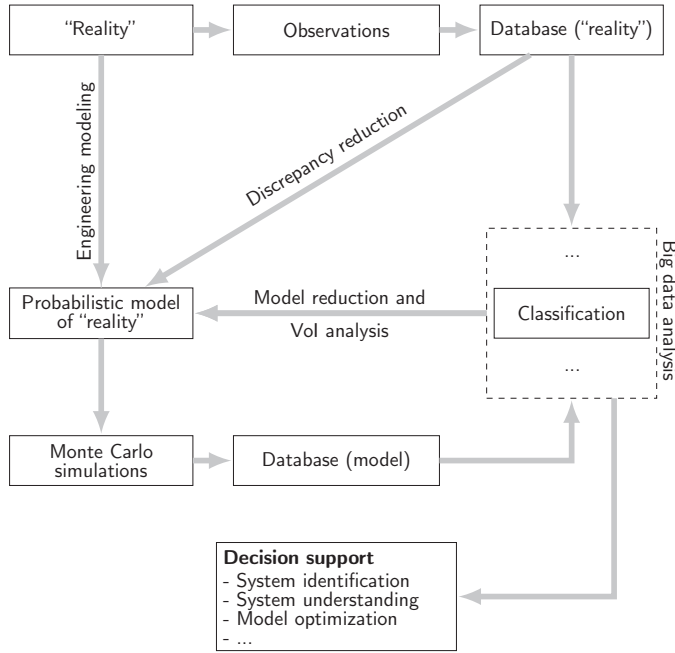 “Reality”
Observations
Database (“reality”)
Engineering modeling
Discrepancy reduction
...
Classification
...
Big data analysis
Model reduction and
VoI analysis
Probabilistic model
of “reality”
Monte Carlo
simulations
Database (model)
Decision support
- System identification
- System understanding
- Model optimization
- ...